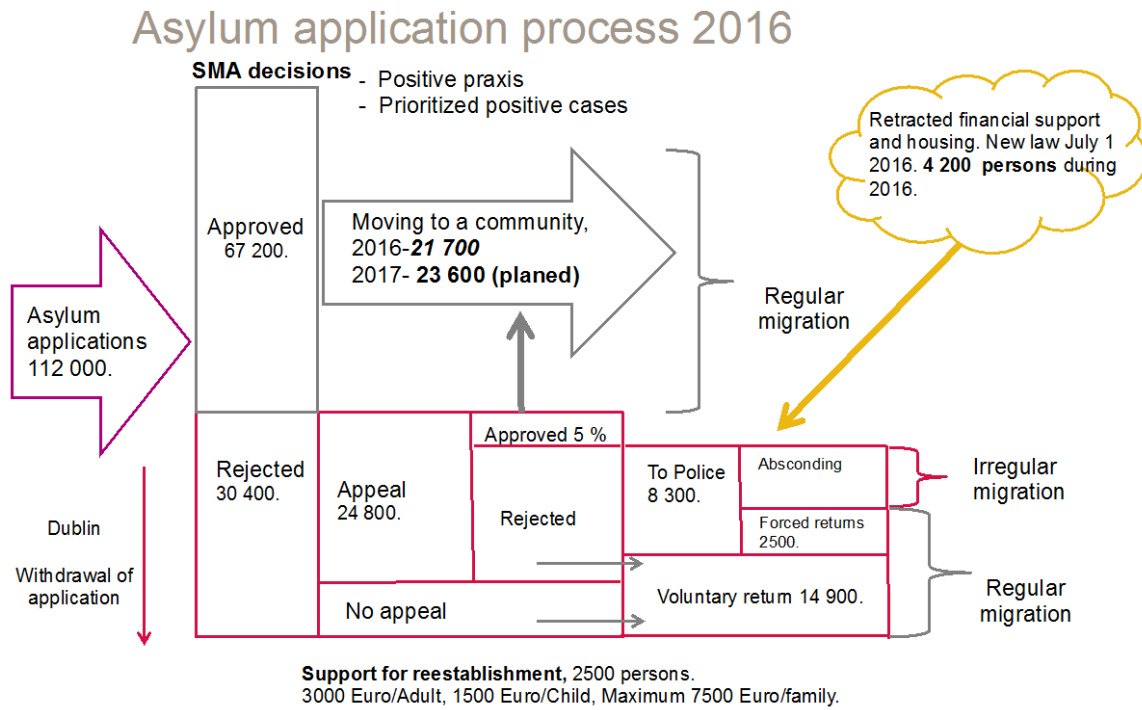 Asylum application process 2016
SMA decisions
- Positive praxis
- Prioritized positive cases
Retracted financial support
and housing. New law July 1
2016. 4 200 persons during
2016.
Approved
67 200.
Moving to a community,
2016-21 700
2017- 23 600 (planed)
Regular
migration
Asylum
applications
112 000.
Approved 5 %
Rejected
30 400.
Appeal
24 800.
Rejected
To Police
8 300.
Absconding
Irregular
migration
Forced returns
2500.
Dublin
Withdrawal of
application
No appeal
Voluntary return 14 900.
Regular
migration
Support for reestablishment, 2500 persons.
3000 Euro/Adult, 1500 Euro/Child, Maximum 7500 Euro/family.